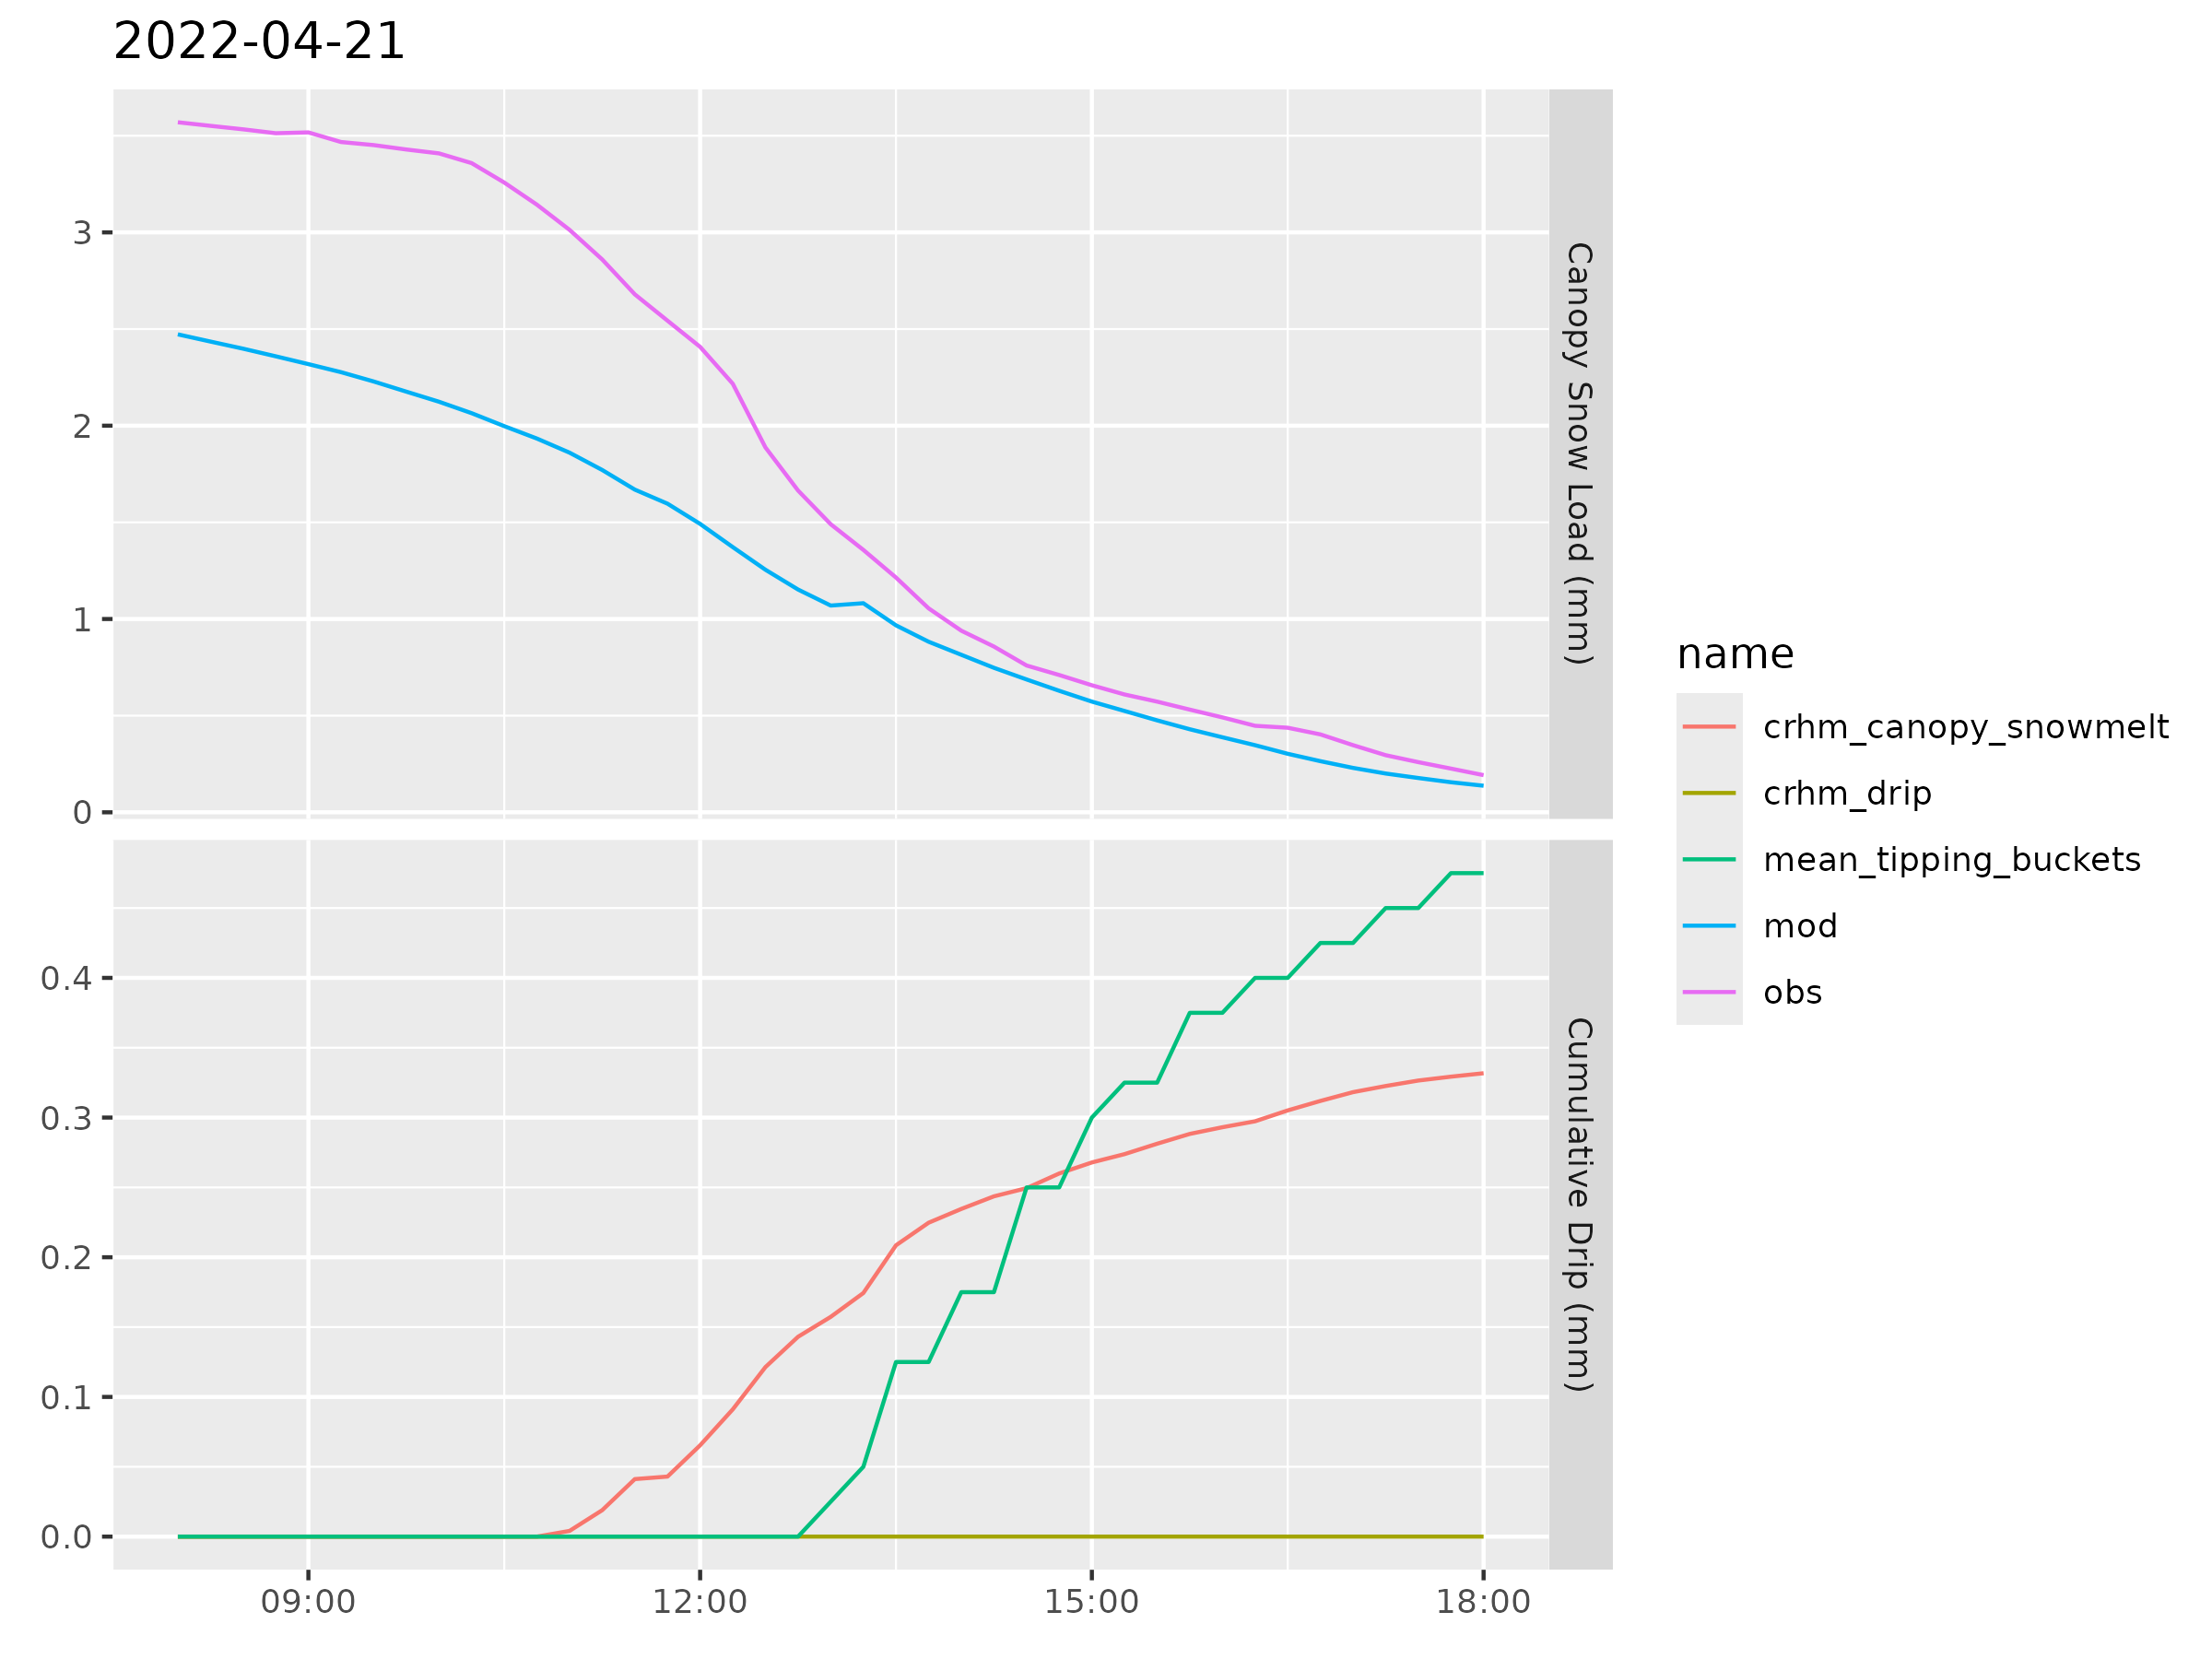 2022-04-21
3
2
1
0
Canopy Snow Load (mm)
0.4
0.3
0.2
0.1
0.0
Cumulative Drip (mm)
09:00 12:00 15:00 18:00
name
crhm_canopy_snowmelt
crhm_drip
mean_tipping_buckets
mod
obs